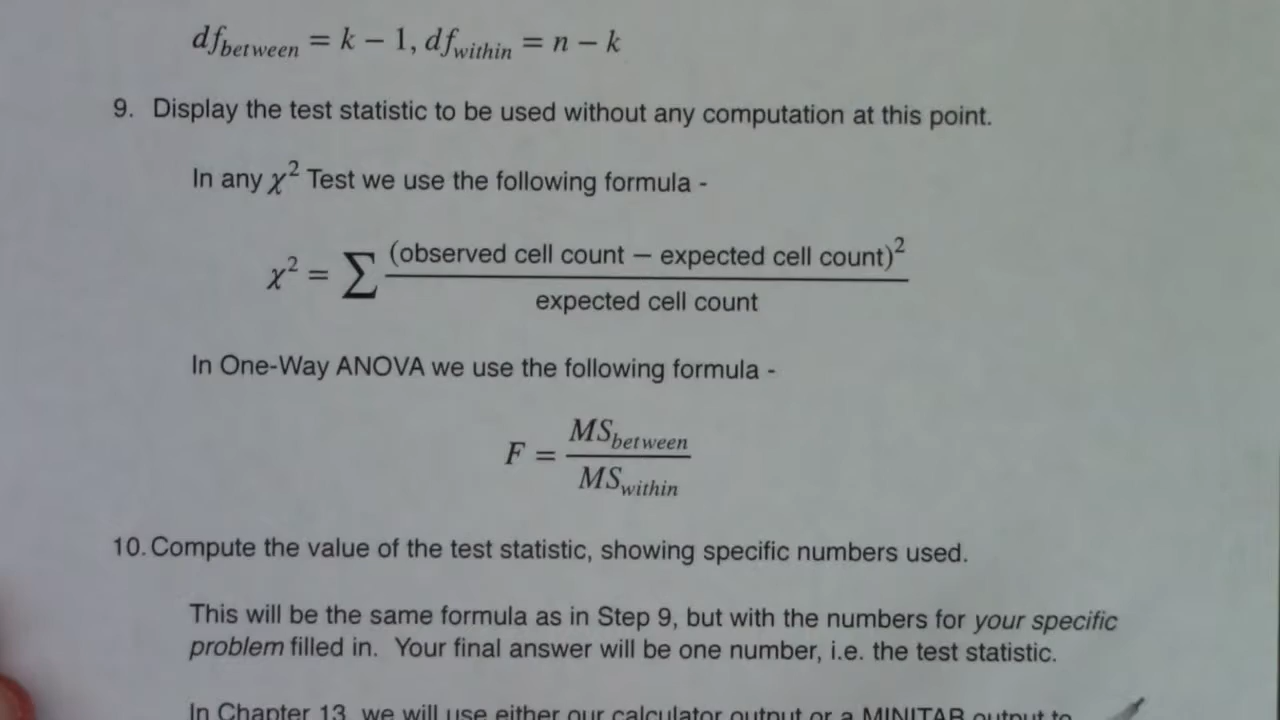 df_between = k − 1, df_within = n − k
9. Display the test statistic to be used without any computation at this point.
In any χ² Test we use the following formula -
χ² = ∑ (observed cell count − expected cell count)² / expected cell count
In One-Way ANOVA we use the following formula -
F = MS_between / MS_within
10. Compute the value of the test statistic, showing specific numbers used.
This will be the same formula as in Step 9, but with the numbers for your specific
problem filled in. Your final answer will be one number, i.e. the test statistic.
In Chapter 13, we will use either our calculator output or a MINITAB output to